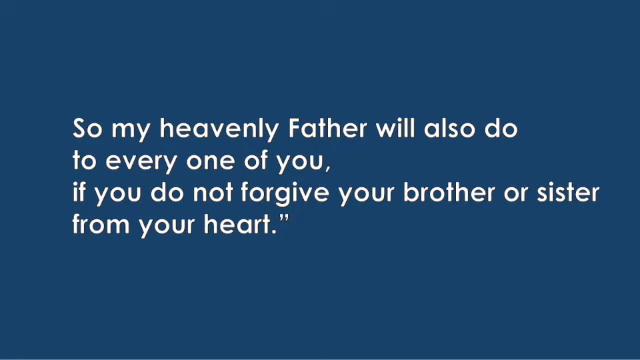 So my heavenly Father will also do
to every one of you,
if you do not forgive your brother or sister
from your heart.”